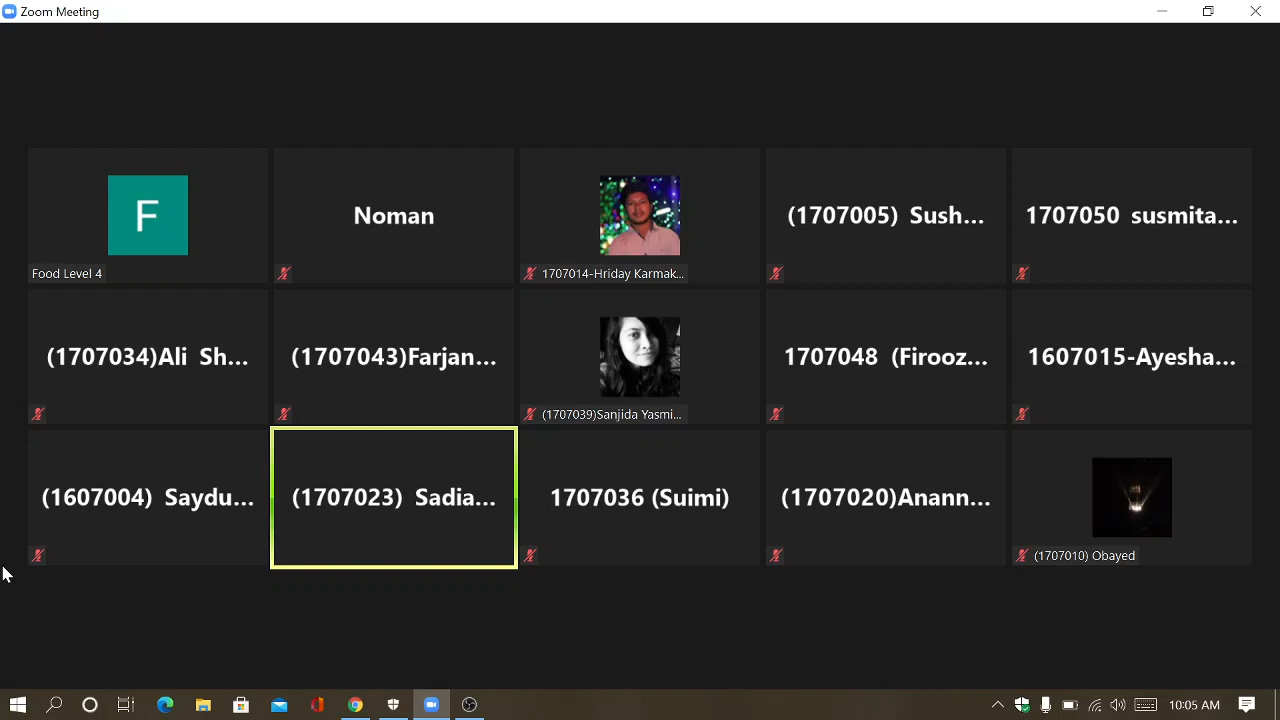 Zoom Meeting
F
Food Level 4
Noman
1707014-Hriday Karmak...
(1707005) Sush...
1707050 susmita...
(1707034)Ali Sh...
(1707043)Farjan...
(1707039)Sanjida Yasmi...
1707048 (Firooz...
1607015-Ayesha...
(1607004) Saydu...
(1707023) Sadia...
1707036 (Suimi)
(1707020)Anann...
(1707010) Obayed
10:05 AM